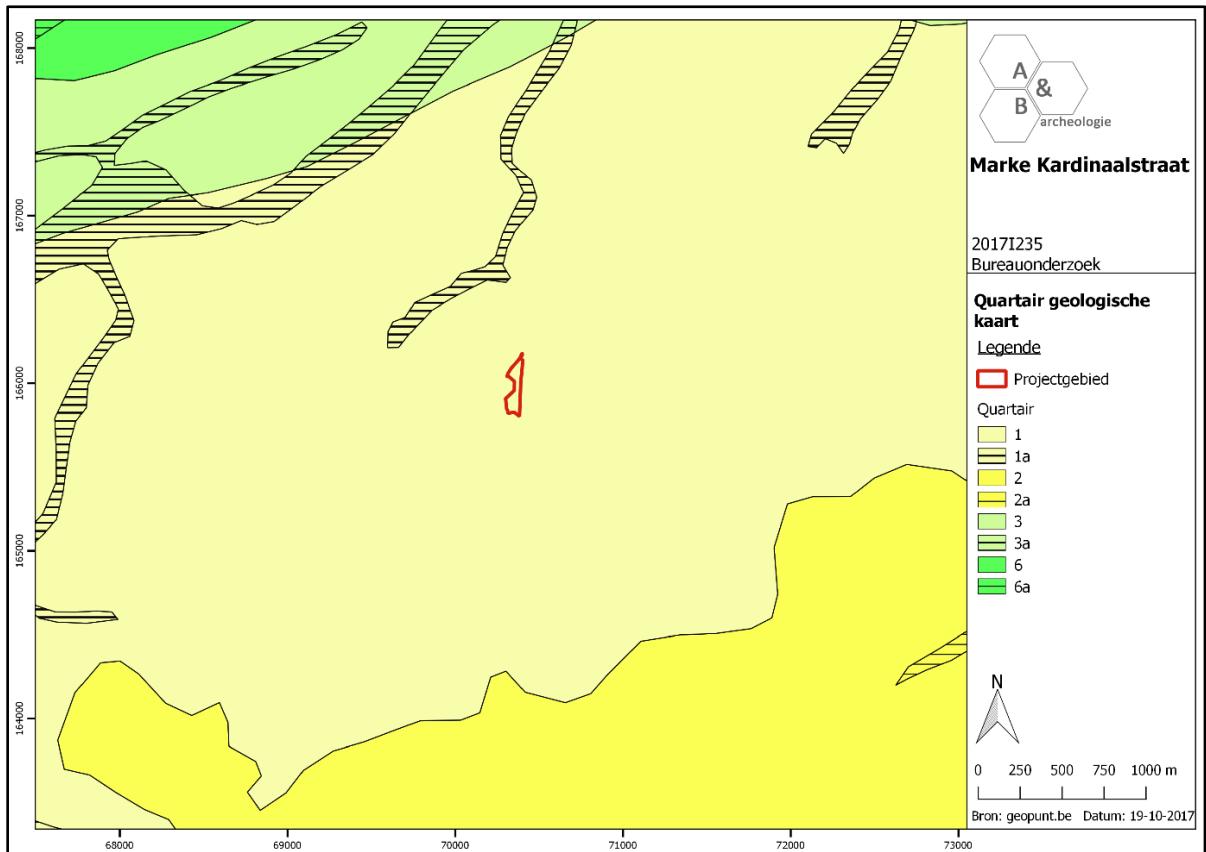 168000
167000
166000
165000
164000
68000
69000
70000
71000
72000
73000
A
&
B
archeologie
Marke Kardinaalstraat
2017I235
Bureauonderzoek
Quartair geologische
kaart
Legende
Projectgebied
Quartair
1
1a
2
2a
3
3a
6
6a
N
0 250 500 750 1000 m
Bron: geopunt.be Datum: 19-10-2017